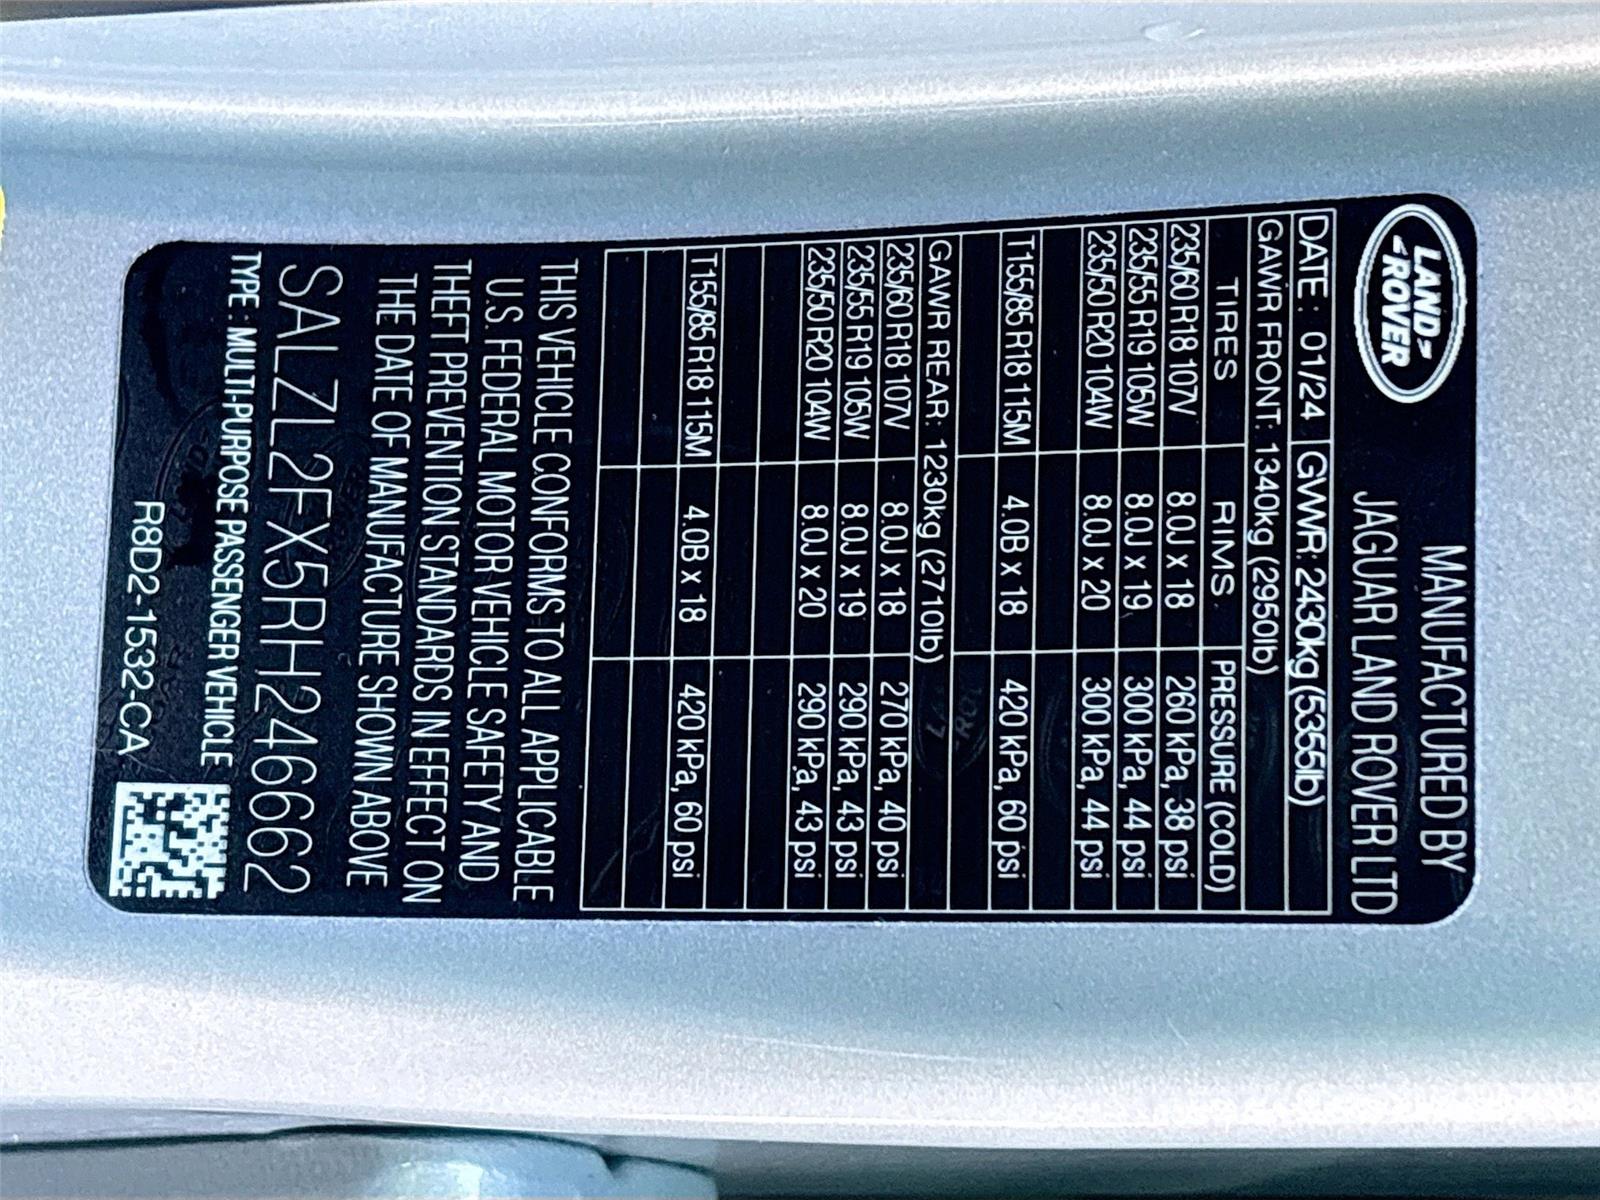 LAND
ROVER
MANUFACTURED BY
JAGUAR LAND ROVER LTD
DATE : 01/24 GVWR: 2430kg (5355lb)
GAWR FRONT: 1340kg (2950lb)
TIRES RIMS PRESSURE (COLD)
235/60 R18 107V 8.0J x 18 260 kPa, 38 psi
235/55 R19 105W 8.0J x 19 300 kPa, 44 psi
235/50 R20 104W 8.0J x 20 300 kPa, 44 psi
T155/85 R18 115M 4.0B x 18 420 kPa, 60 psi
GAWR REAR: 1230kg (2710lb)
235/60 R18 107V 8.0J x 18 270 kPa, 40 psi
235/55 R19 105W 8.0J x 19 290 kPa, 43 psi
235/50 R20 104W 8.0J x 20 290 kPa, 43 psi
T155/85 R18 115M 4.0B x 18 420 kPa, 60 psi
THIS VEHICLE CONFORMS TO ALL APPLICABLE
U.S. FEDERAL MOTOR VEHICLE SAFETY AND
THEFT PREVENTION STANDARDS IN EFFECT ON
THE DATE OF MANUFACTURE SHOWN ABOVE
SALZL2FX5RH246662
TYPE : MULTI-PURPOSE PASSENGER VEHICLE
R8D2-1532-CA